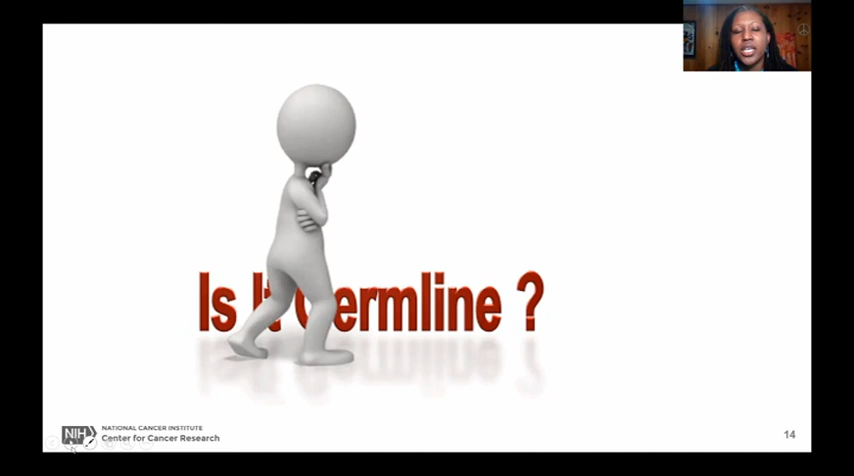 Is It Germline ?
NIH
NATIONAL CANCER INSTITUTE
Center for Cancer Research
14